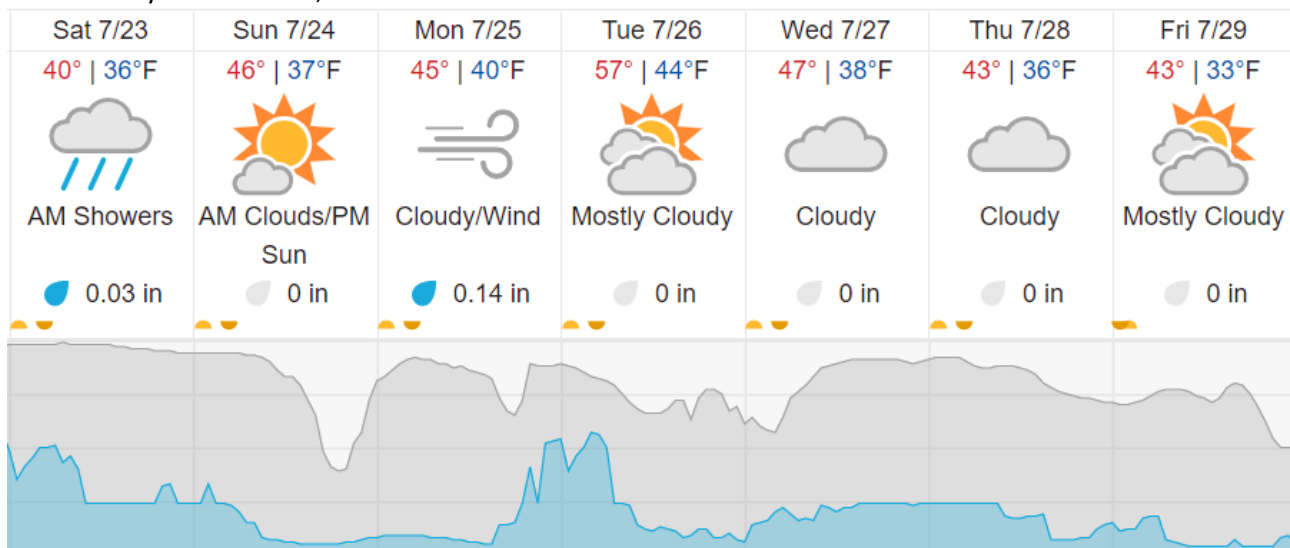 Sat 7/23 Sun 7/24 Mon 7/25 Tue 7/26 Wed 7/27 Thu 7/28 Fri 7/29
40° | 36°F 46° | 37°F 45° | 40°F 57° | 44°F 47° | 38°F 43° | 36°F 43° | 33°F
AM Showers AM Clouds/PM Cloudy/Wind Mostly Cloudy Cloudy Cloudy Mostly Cloudy
Sun
0.03 in 0 in 0.14 in 0 in 0 in 0 in 0 in